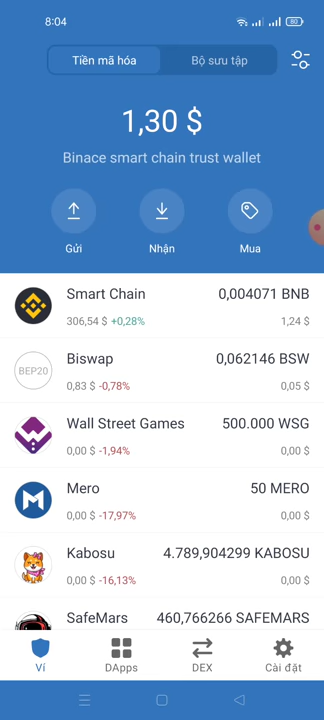 8:04
80
Tiền mã hóa
Bộ sưu tập
1,30 $
Binace smart chain trust wallet
Gửi
Nhận
Mua
Smart Chain 0,004071 BNB
306,54 $ +0,28% 1,24 $
BEP20
Biswap 0,062146 BSW
0,83 $ -0,78% 0,05 $
Wall Street Games 500.000 WSG
0,00 $ -1,94% 0,00 $
Mero 50 MERO
0,00 $ -17,97% 0,00 $
Kabosu 4.789,904299 KABOSU
0,00 $ -16,13% 0,00 $
SafeMars 460,766266 SAFEMARS
Ví
DApps
DEX
Cài đặt